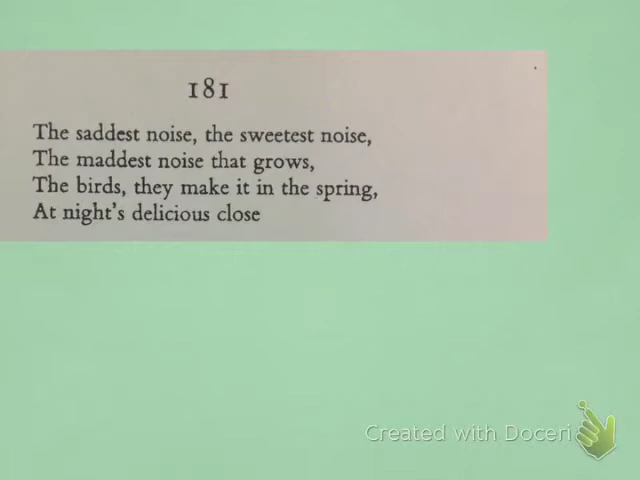 181
The saddest noise, the sweetest noise,
The maddest noise that grows,
The birds, they make it in the spring,
At night's delicious close
Created with Doceri